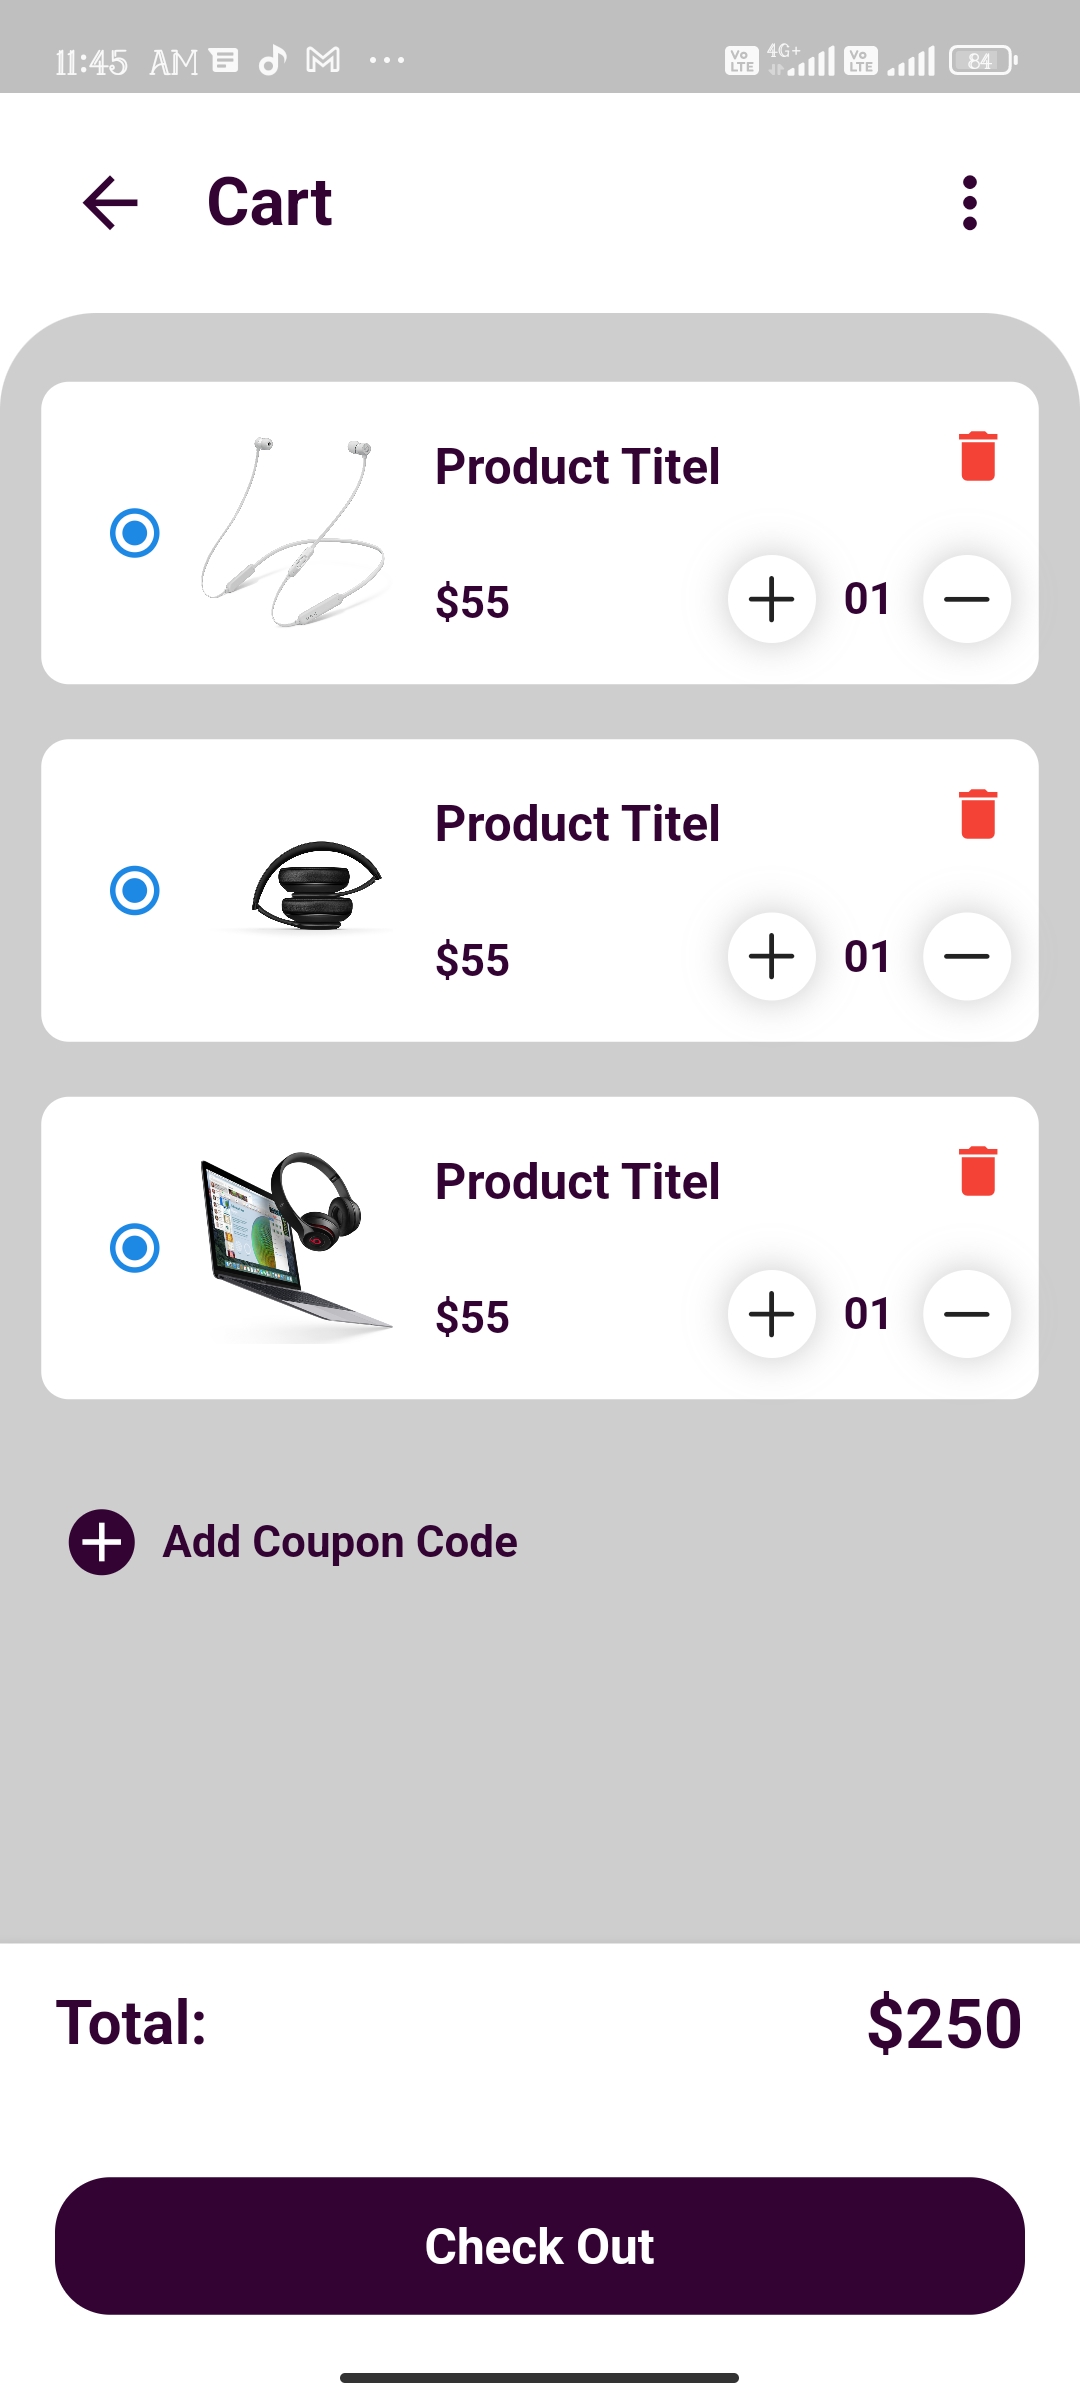 11:45 AM
Vo LTE 4G+ Vo LTE 84
Cart
Product Titel
$55 01
Product Titel
$55 01
Product Titel
$55 01
Add Coupon Code
Total: $250
Check Out